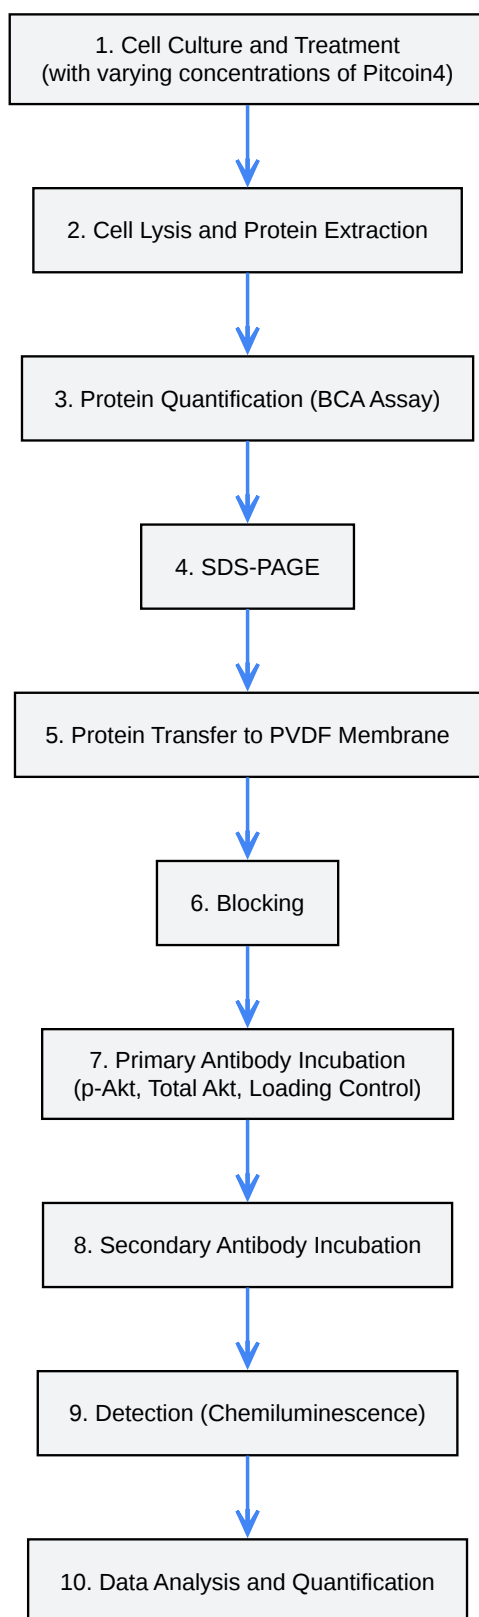 1. Cell Culture and Treatment
(with varying concentrations of Pitcoin4)
2. Cell Lysis and Protein Extraction
3. Protein Quantification (BCA Assay)
4. SDS-PAGE
5. Protein Transfer to PVDF Membrane
6. Blocking
7. Primary Antibody Incubation
(p-Akt, Total Akt, Loading Control)
8. Secondary Antibody Incubation
9. Detection (Chemiluminescence)
10. Data Analysis and Quantification